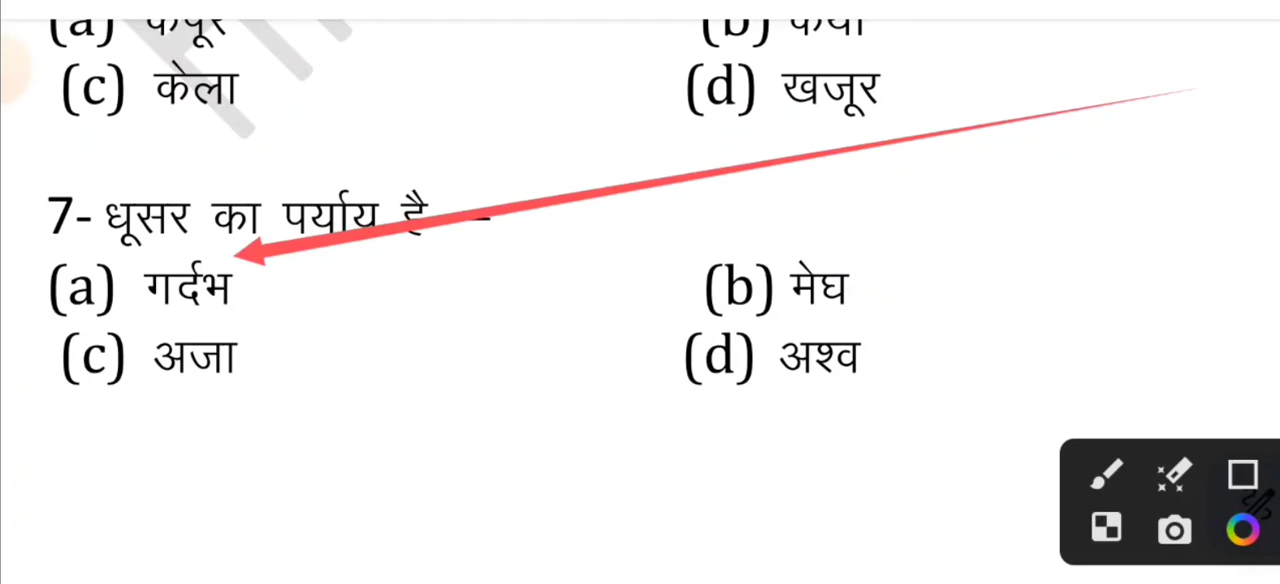 (c) केला (d) खजूर
7- धूसर का पर्याय है –
(a) गर्दभ (b) मेघ
(c) अजा (d) अश्व